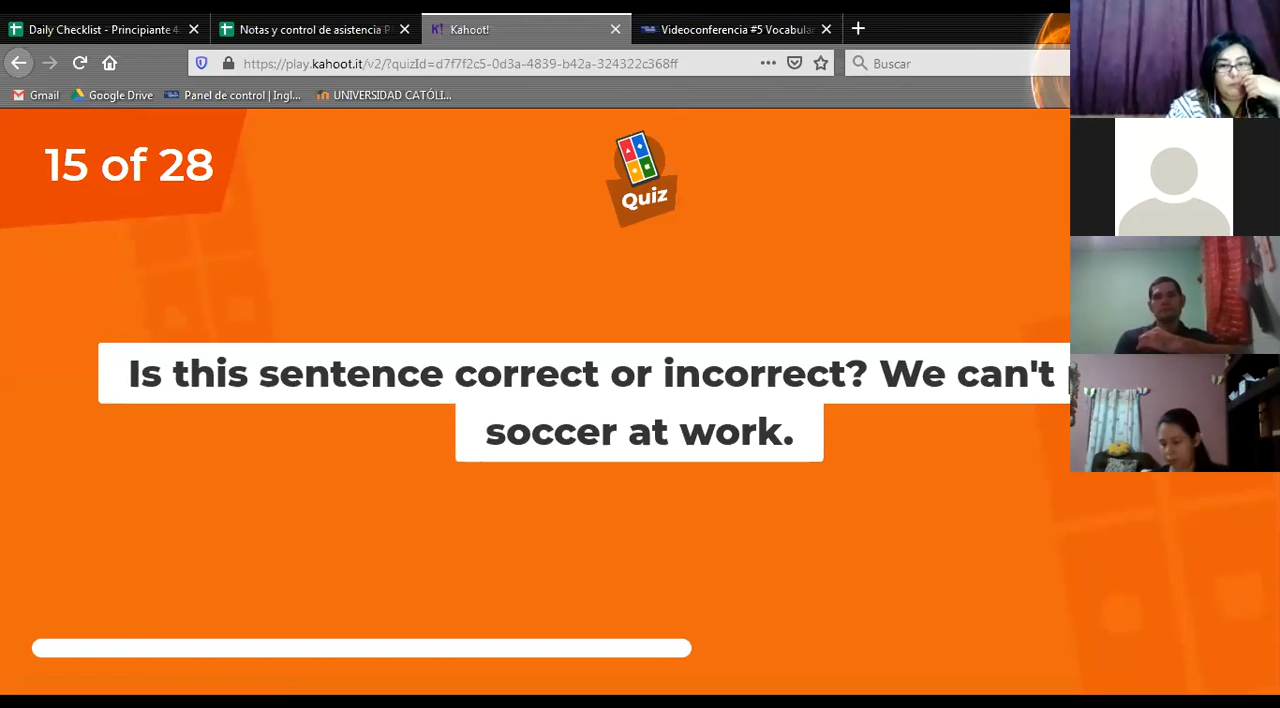 Daily Checklist - Principiante 4
Notas y control de asistencia P
Kahoot!
Videoconferencia #5 Vocabula
https://play.kahoot.it/v2/?quizId=d7f7f2c5-0d3a-4839-b42a-324322c368ff
Buscar
Gmail
Google Drive
Panel de control | Ingl...
UNIVERSIDAD CATÓLI...
15 of 28
Quiz
Is this sentence correct or incorrect? We can't
soccer at work.